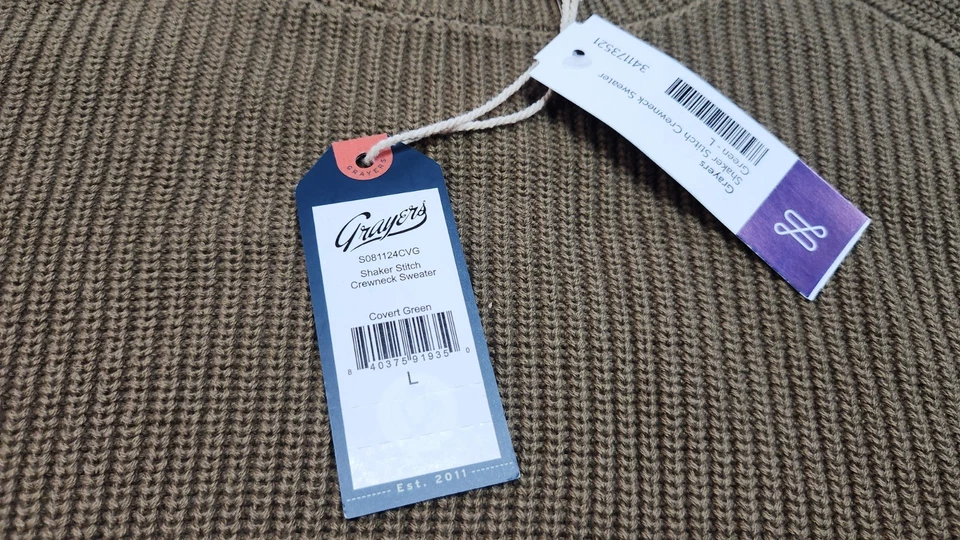 GRAYERS
Grayers
S081124CVG
Shaker Stitch
Crewneck Sweater
Covert Green
8 40375 91935 0
L
Est. 2011
Grayers
Shaker Stitch Crewneck Sweater
Green - L
341173521